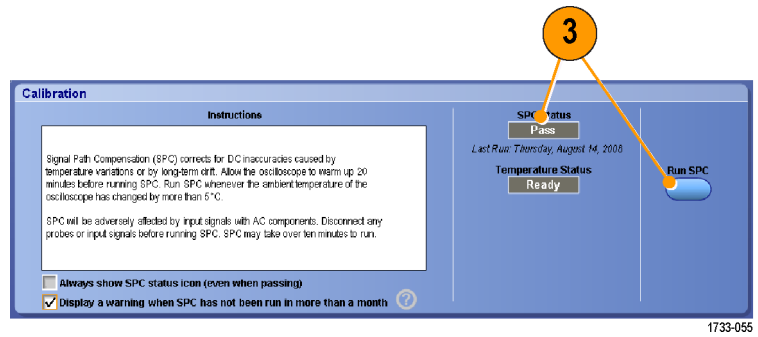 3
Calibration
Instructions
Signal Path Compensation (SPC) corrects for DC inaccuracies caused by
temperature variations or by long-term drift. Allow the oscilloscope to warm up 20
minutes before running SPC. Run SPC whenever the ambient temperature of the
oscilloscope has changed by more than 5°C.
SPC will be adversely affected by input signals with AC components. Disconnect any
probes or input signals before running SPC. SPC may take over ten minutes to run.
Always show SPC status icon (even when passing)
Display a warning when SPC has not been run in more than a month ?
SPC Status
Pass
Last Run: Thursday, August 14, 2008
Temperature Status
Ready
Run SPC
1733-055